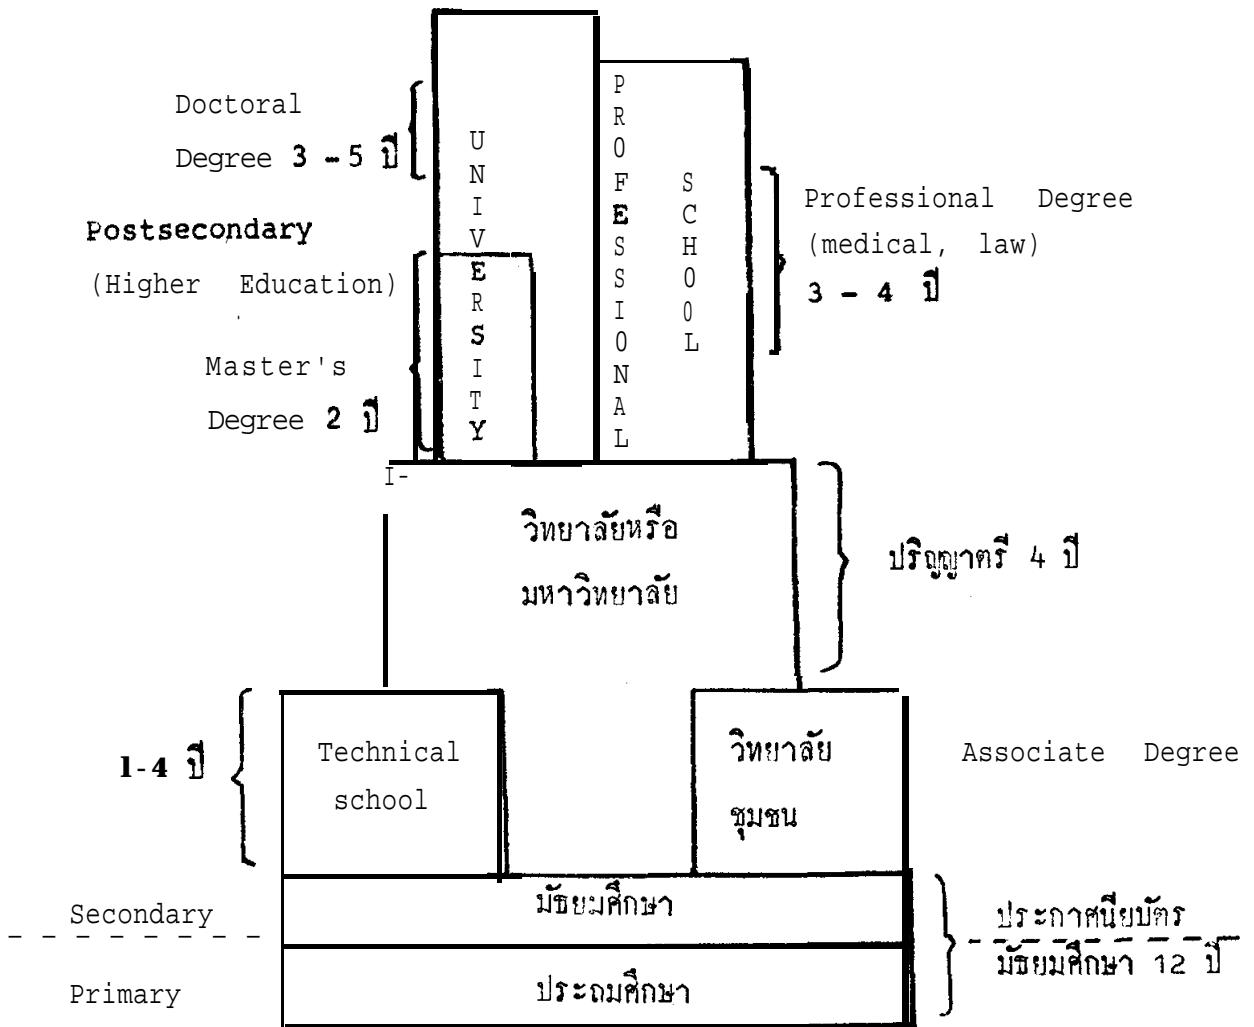 Doctoral
Degree 3 - 5 ปี
Postsecondary
(Higher Education)
Master's
Degree 2 ปี
UNIVERSITY
PROFESSIONAL
SCHOOL
Professional Degree
(medical, law)
3 - 4 ปี
I-
วิทยาลัยหรือ
มหาวิทยาลัย
ปริญญาตรี 4 ปี
1-4 ปี
Technical
school
วิทยาลัย
ชุมชน
Associate Degree
Secondary
มัธยมศึกษา
ประกาศนียบัตร
มัธยมศึกษา 12 ปี
Primary
ประถมศึกษา